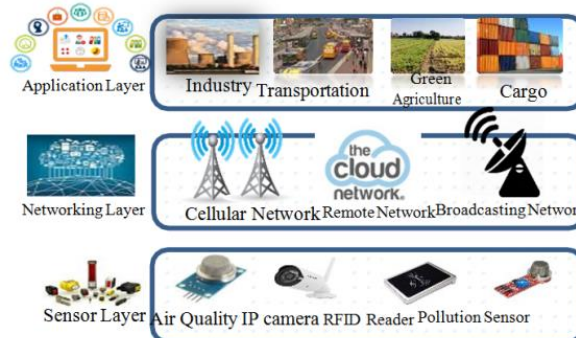 Application Layer
Industry
Transportation
Green
Agriculture
Cargo
Networking Layer
the
cloud
network®
Cellular Network
Remote Network
Broadcasting Network
Sensor Layer
Air Quality
IP camera
RFID Reader
Pollution Sensor